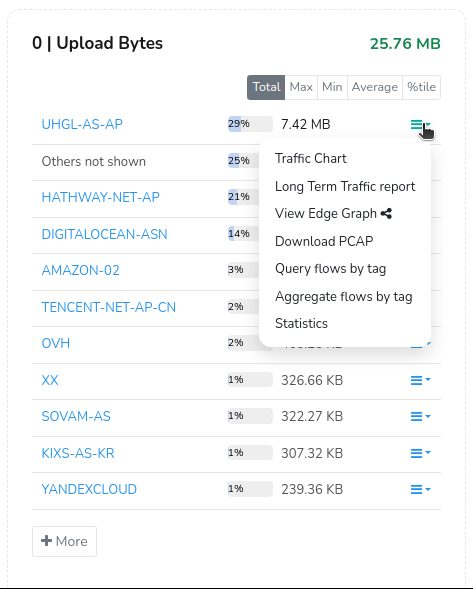 0 | Upload Bytes 25.76 MB
Total Max Min Average %tile
UHGL-AS-AP 29% 7.42 MB
Others not shown 25%
Traffic Chart
HATHWAY-NET-AP 21%
Long Term Traffic report
View Edge Graph
DIGITALOCEAN-ASN 14%
Download PCAP
AMAZON-02 3%
Query flows by tag
TENCENT-NET-AP-CN 2%
Aggregate flows by tag
Statistics
OVH 2%
XX 1% 326.66 KB
SOVAM-AS 1% 322.27 KB
KIXS-AS-KR 1% 307.32 KB
YANDEXCLOUD 1% 239.36 KB
+ More